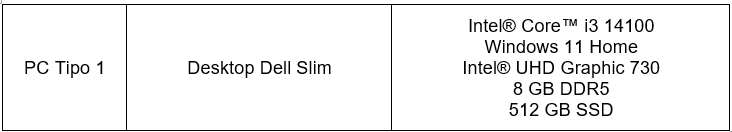 PC Tipo 1
Desktop Dell Slim
Intel® Core™ i3 14100
Windows 11 Home
Intel® UHD Graphic 730
8 GB DDR5
512 GB SSD